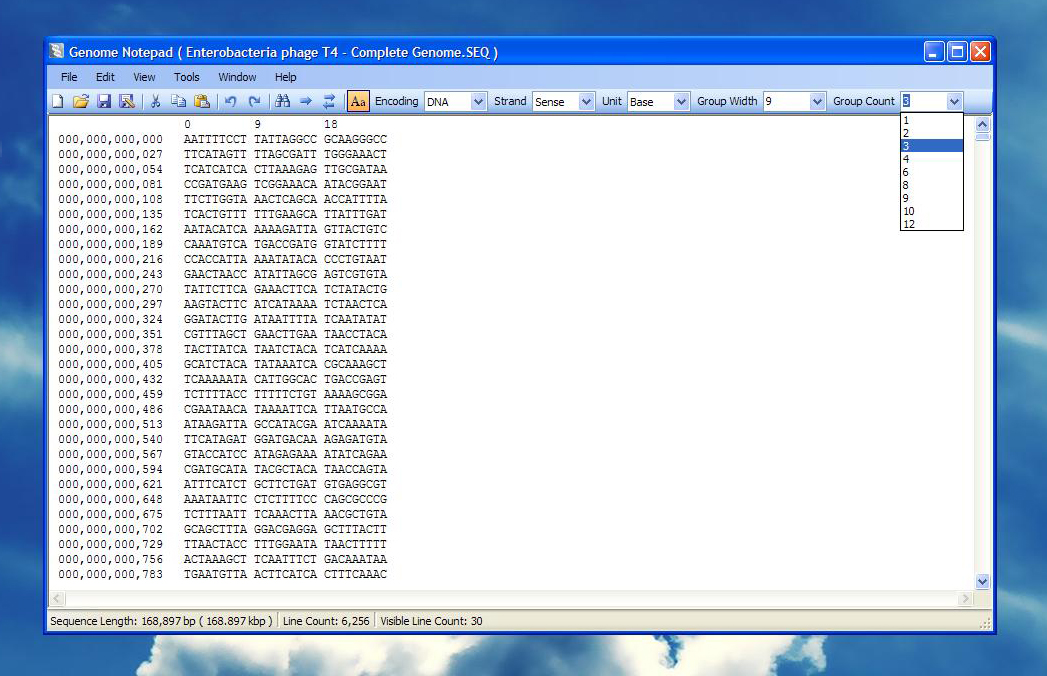 Genome Notepad ( Enterobacteria phage T4 - Complete Genome.SEQ )
File Edit View Tools Window Help
Aa Encoding DNA Strand Sense Unit Base Group Width 9 Group Count 3
1
2
3
4
6
8
9
10
12
0 9 18
000,000,000,000 AATTTTCCT TATTAGGCC GCAAGGGCC
000,000,000,027 TTCATAGTT TTAGCGATT TGGGAAACT
000,000,000,054 TCATCATCA CTTAAAGAG TTGCGATAA
000,000,000,081 CCGATGAAG TCGGAAACA ATACGGAAT
000,000,000,108 TTCTTGGTA AACTCAGCA ACCATTTTA
000,000,000,135 TCACTGTTT TTTGAAGCA TTATTTGAT
000,000,000,162 AATACATCA AAAAGATTA GTTACTGTC
000,000,000,189 CAAATGTCA TGACCGATG GTATCTTTT
000,000,000,216 CCACCATTA AAATATACA CCCTGTAAT
000,000,000,243 GAACTAACC ATATTAGCG AGTCGTGTA
000,000,000,270 TATTCTTCA GAAACTTCA TCTATACTG
000,000,000,297 AAGTACTTC ATCATAAAA TCTAACTCA
000,000,000,324 GGATACTTG ATAATTTTA TCAATATAT
000,000,000,351 CGTTTAGCT GAACTTGAA TAACCTACA
000,000,000,378 TACTTATCA TAATCTACA TCATCAAAA
000,000,000,405 GCATCTACA TATAAATCA CGCAAAGCT
000,000,000,432 TCAAAAATA CATTGGCAC TGACCGAGT
000,000,000,459 TCTTTTACC TTTTTCTGT AAAAGCGGA
000,000,000,486 CGAATAACA TAAAATTCA TTAATGCCA
000,000,000,513 ATAAGATTA GCCATACGA ATCAAAATA
000,000,000,540 TTCATAGAT GGATGACAA AGAGATGTA
000,000,000,567 GTACCATCC ATAGAGAAA ATATCAGAA
000,000,000,594 CGATGCATA TACGCTACA TAACCAGTA
000,000,000,621 ATTTCATCT GCTTCTGAT GTGAGGCGT
000,000,000,648 AAATAATTC CTCTTTTCC CAGCGCCCG
000,000,000,675 TCTTTAATT TCAAACTTA AACGCTGTA
000,000,000,702 GCAGCTTTA GGACGAGGA GCTTTACTT
000,000,000,729 TTAACTACC TTTGGAATA TAACTTTTT
000,000,000,756 ACTAAAGCT TCAATTTCT GACAAATAA
000,000,000,783 TGAATGTTA ACTTCATCA CTTTCAAAC
Sequence Length: 168,897 bp ( 168.897 kbp ) Line Count: 6,256 Visible Line Count: 30